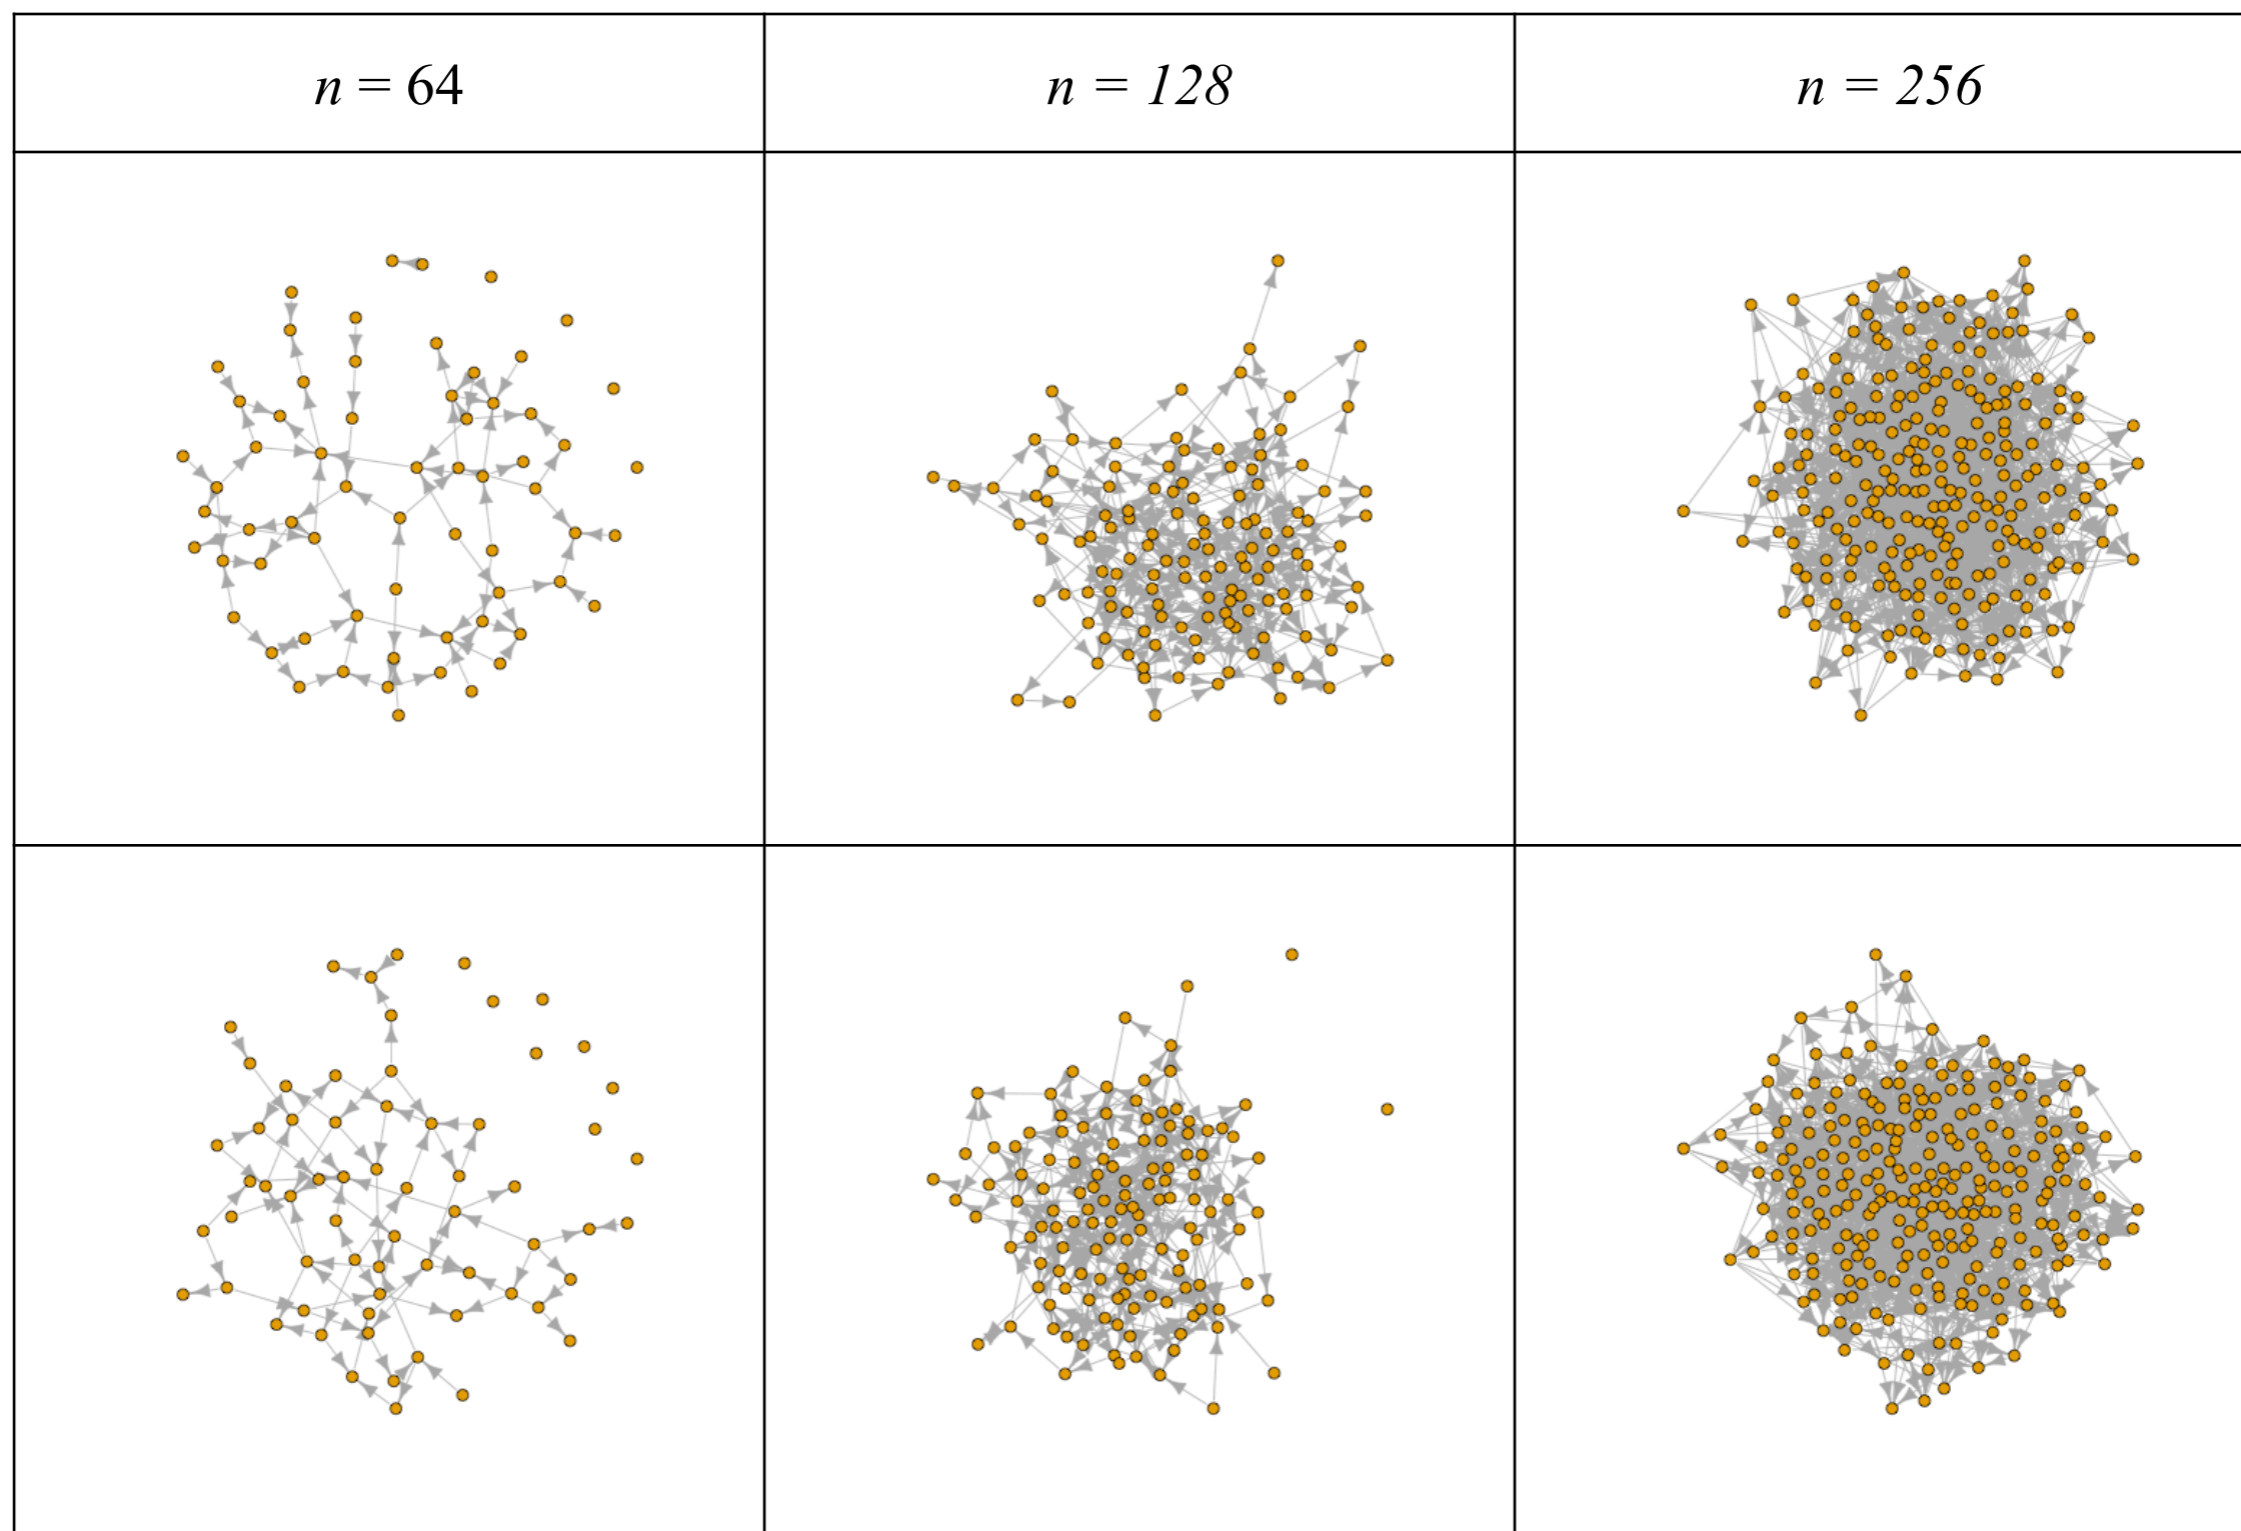 n = 64
n = 128
n = 256